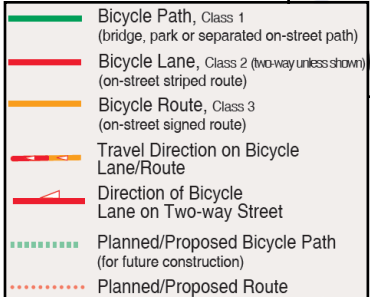 Bicycle Path, Class 1
(bridge, park or separated on-street path)
Bicycle Lane, Class 2 (two-way unless shown)
(on-street striped route)
Bicycle Route, Class 3
(on-street signed route)
Travel Direction on Bicycle
Lane/Route
Direction of Bicycle
Lane on Two-way Street
Planned/Proposed Bicycle Path
(for future construction)
Planned/Proposed Route